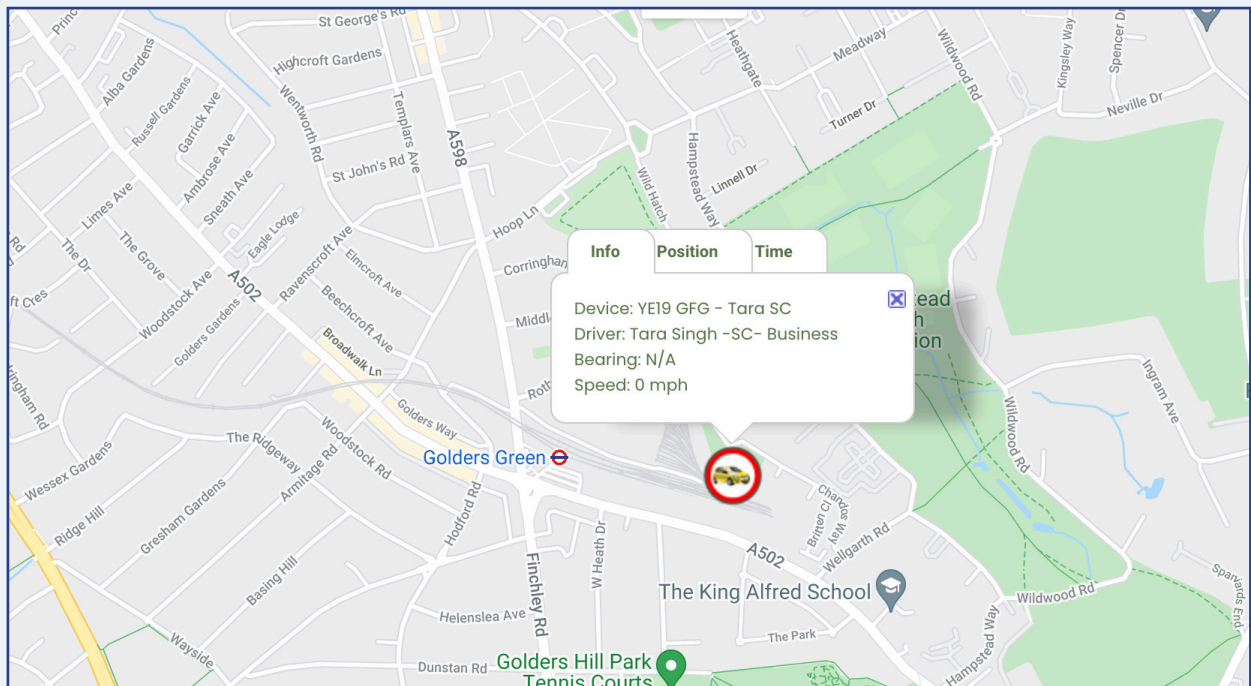 St George's Rd
Highcroft Gardens
Alba Gardens
Russell Gardens
Garrick Ave
Ambrose Ave
Sneath Ave
Limes Ave
The Dr
The Grove
Woodstock Ave
Golders Gardens
Eagle Lodge
Ravenscroft Ave
Elmcroft Ave
Beechcroft Ave
Wentworth Rd
Templars Ave
St John's Rd
A598
A502
Hoop Ln
Wild Hatch
Hampstead Way
Heathgate
Meadway
Turner Dr
Linnell Dr
Wildwood Rd
Kingsley Way
Spencer Dr
Neville Dr
Info
Position
Time
Device: YE19 GFG - Tara SC
Driver: Tara Singh -SC- Business
Bearing: N/A
Speed: 0 mph
Broadwalk Ln
Golders Way
Golders Green
The Ridgeway
Woodstock Rd
Armitage Rd
Wessex Gardens
Ridge Hill
Gresham Gardens
Basing Hill
Hodford Rd
Wayside
Finchley Rd
W Heath Dr
Helenslea Ave
Dunstan Rd
Golders Hill Park
Tennis Courts
A502
The King Alfred School
The Park
Britten Cl
Chandos Way
Wellgarth Rd
Hampstead Way
Wildwood Rd
Wildwood Rd
Ingram Ave
Spaniards End